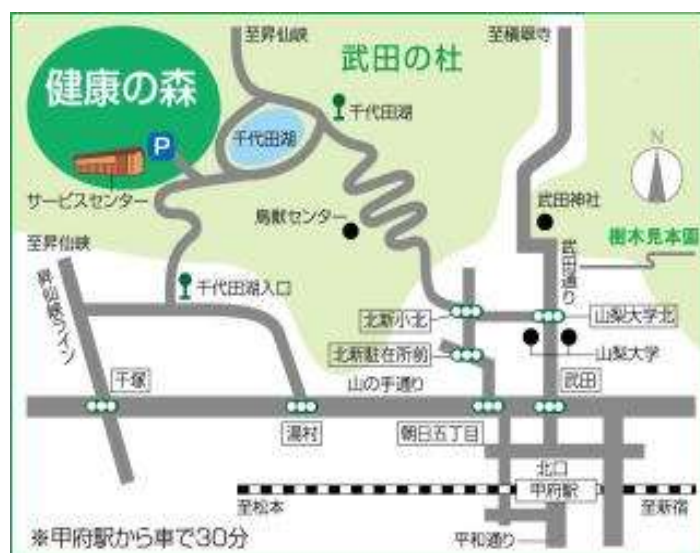 至昇仙峡
武田の杜
至積翠寺
健康の森
P
千代田湖
千代田湖
N
サービスセンター
鳥獣センター
武田神社
樹木見本園
至昇仙峡
武田通り
昇仙峡ライン
千代田湖入口
北新小北
山梨大学北
北新駐在所前
山梨大学
千塚
山の手通り
武田
湯村
朝日五丁目
北口
甲府駅
至松本
至新宿
※甲府駅から車で30分
平和通り